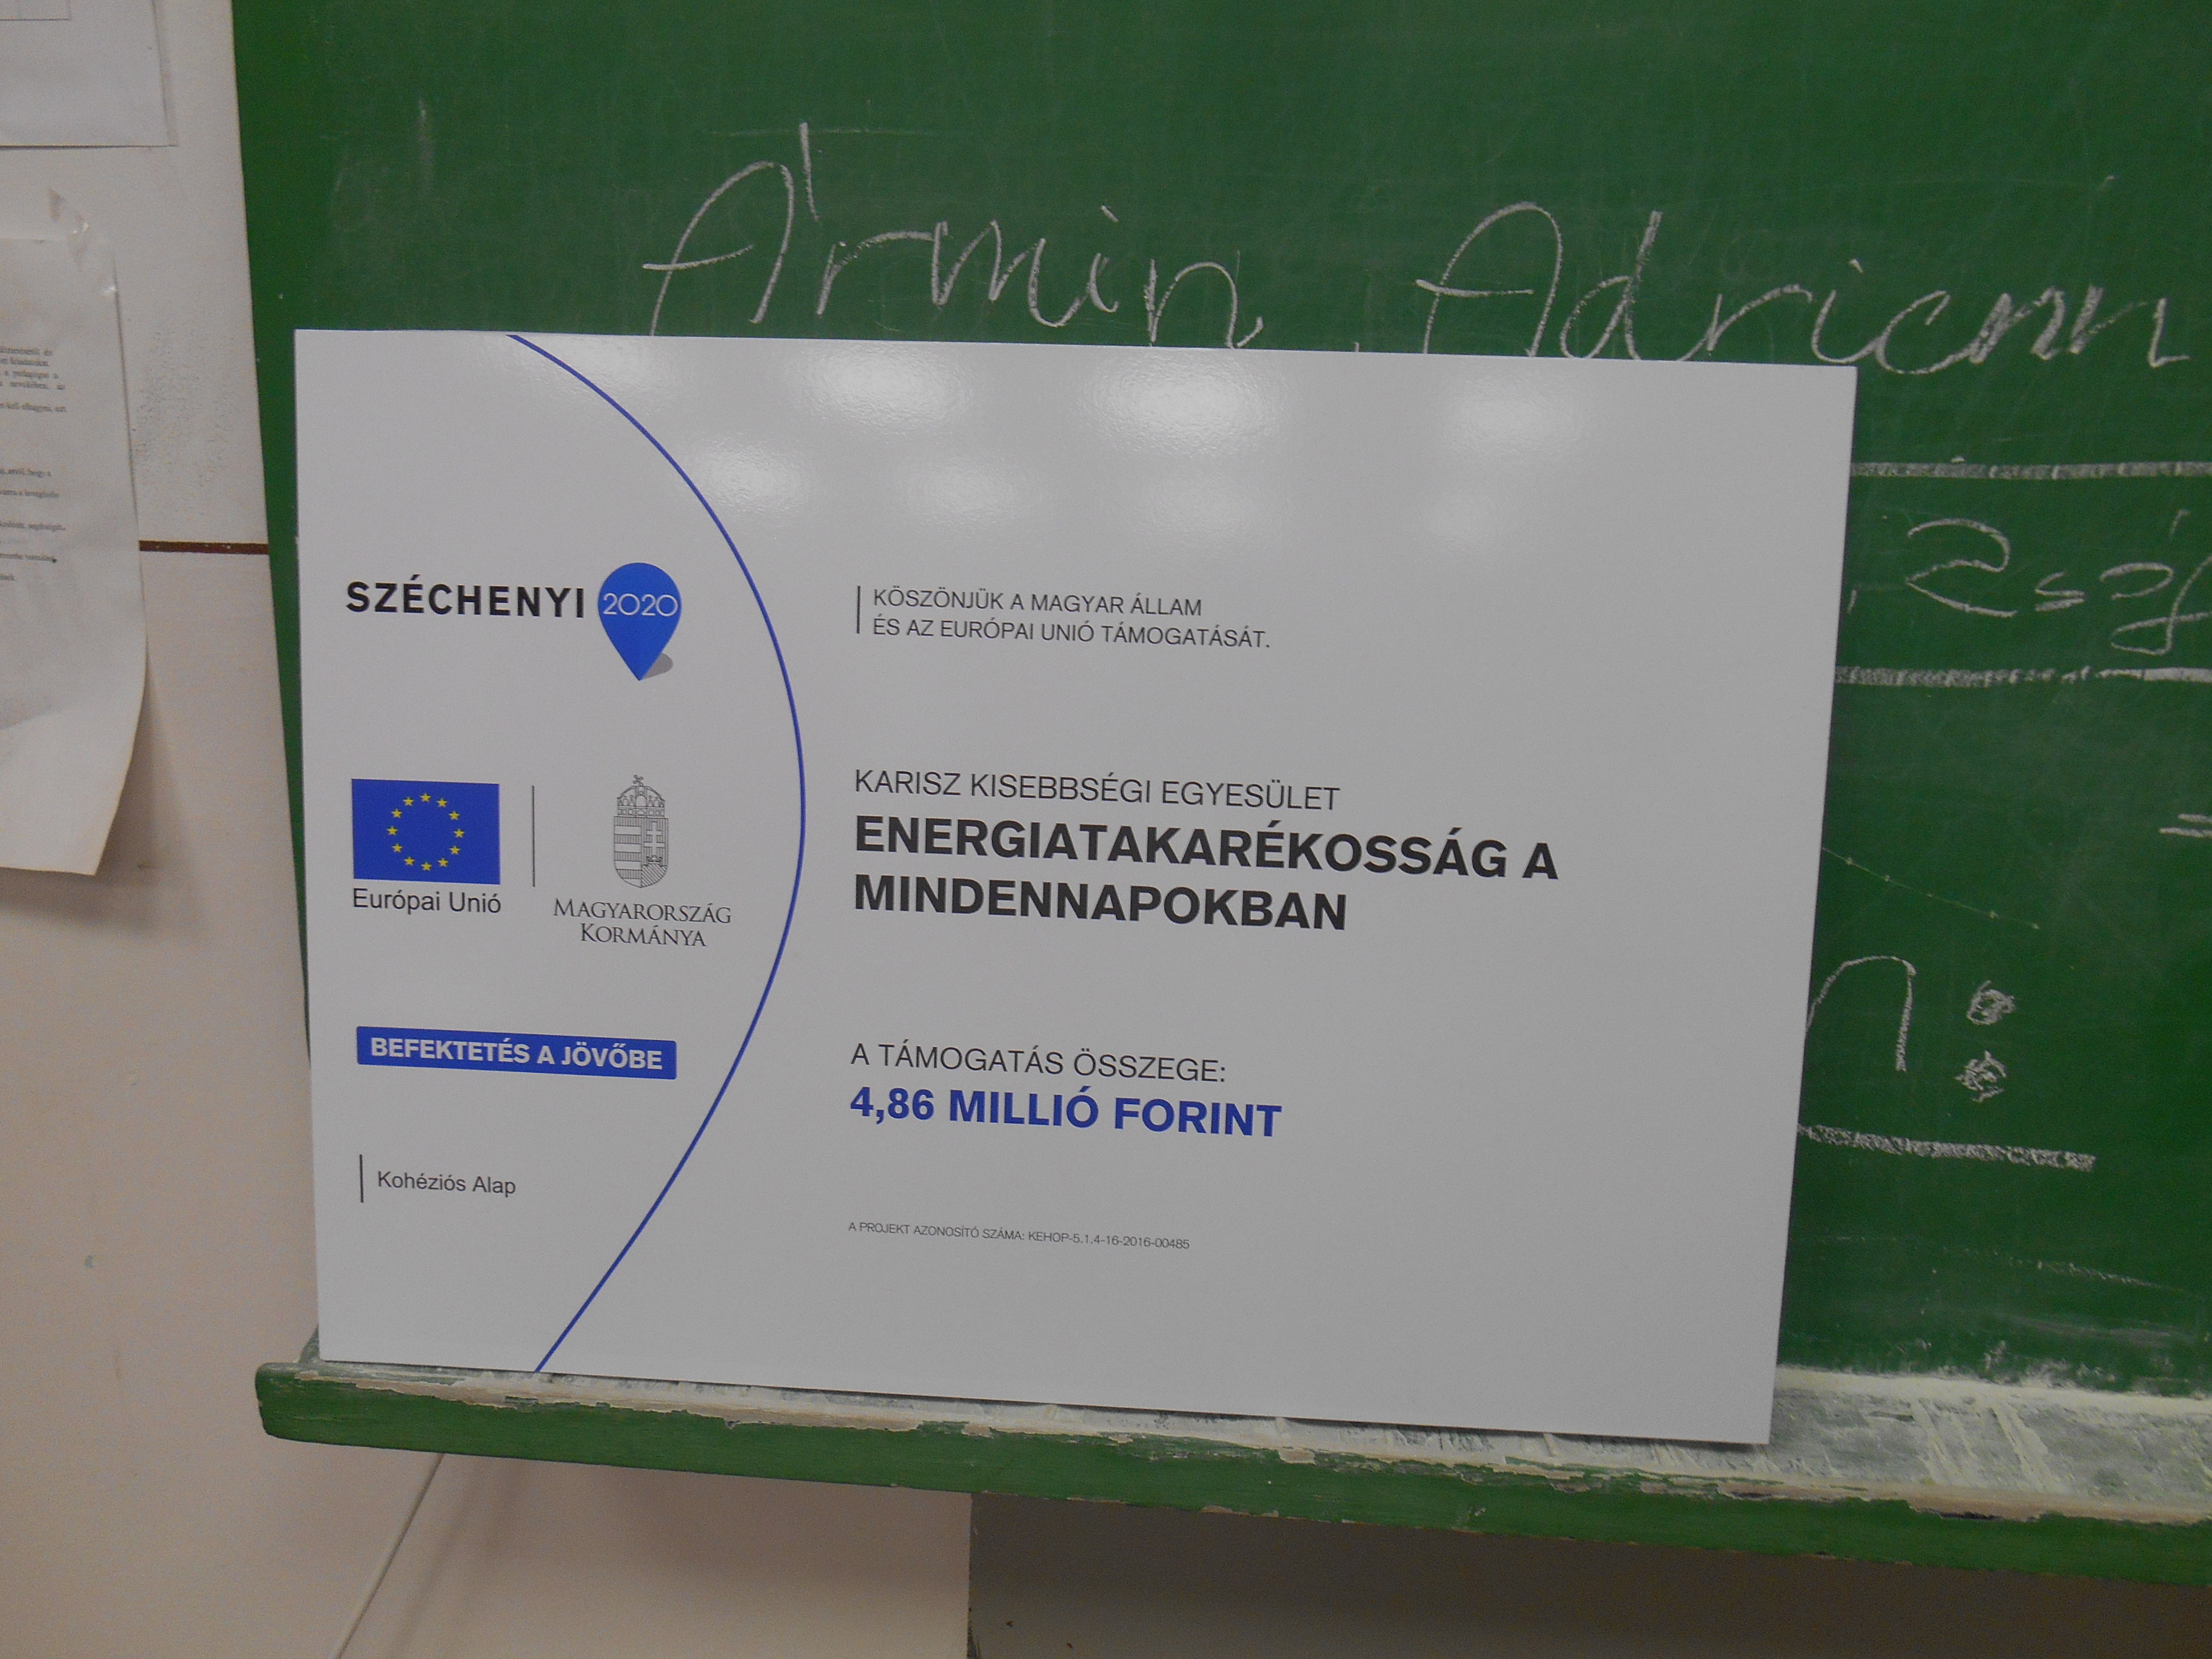 Ármin, Adrienn
SZÉCHENYI 2020
KÖSZÖNJÜK A MAGYAR ÁLLAM
ÉS AZ EURÓPAI UNIÓ TÁMOGATÁSÁT.
KARISZ KISEBBSÉGI EGYESÜLET
ENERGIATAKARÉKOSSÁG A
MINDENNAPOKBAN
Európai Unió
MAGYARORSZÁG
KORMÁNYA
BEFEKTETÉS A JÖVŐBE
A TÁMOGATÁS ÖSSZEGE:
4,86 MILLIÓ FORINT
Kohéziós Alap
A PROJEKT AZONOSÍTÓ SZÁMA: KEHOP-5.1.4-16-2016-00485